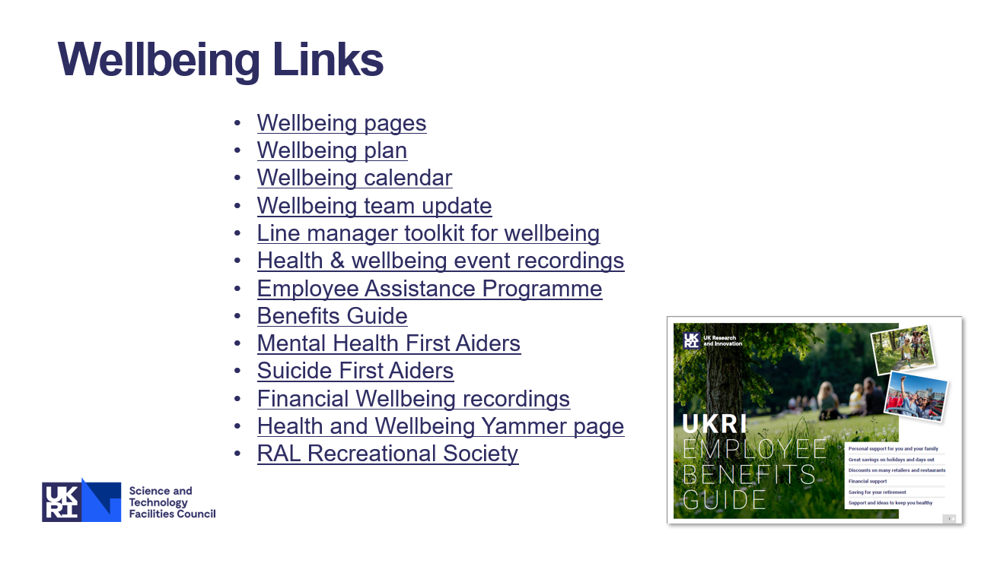 Wellbeing Links
• Wellbeing pages
• Wellbeing plan
• Wellbeing calendar
• Wellbeing team update
• Line manager toolkit for wellbeing
• Health & wellbeing event recordings
• Employee Assistance Programme
• Benefits Guide
• Mental Health First Aiders
• Suicide First Aiders
• Financial Wellbeing recordings
• Health and Wellbeing Yammer page
• RAL Recreational Society
UK
RI
Science and
Technology
Facilities Council
UK
RI
UK Research
and Innovation
UKRI
EMPLOYEE
BENEFITS
GUIDE
Personal support for you and your family
Great savings on holidays and days out
Discounts on many retailers and restaurants
Financial support
Saving for your retirement
Support and ideas to keep you healthy
1